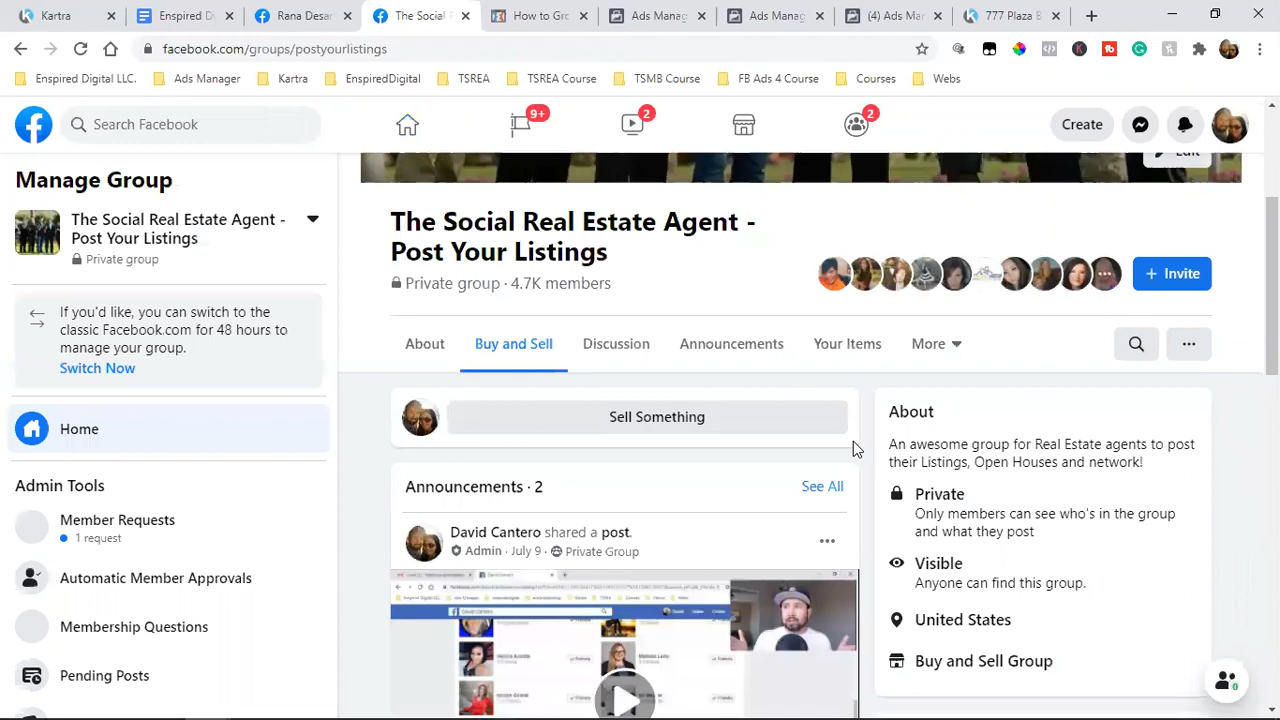 Kartra
Enspired Dv
Rana Desar
The Social R
How to Gro
Ads Manag
Ads Manag
(4) Ads Mar
777 Plaza B
facebook.com/groups/postyourlistings
Enspired Digital LLC.
Ads Manager
Kartra
EnspiredDigital
TSREA
TSREA Course
TSMB Course
FB Ads 4 Course
Courses
Webs
Search Facebook
9+
2
2
Create
Manage Group
The Social Real Estate Agent -
Post Your Listings
Private group
If you'd like, you can switch to the
classic Facebook.com for 48 hours to
manage your group.
Switch Now
Home
Admin Tools
Member Requests
1 request
Automatic Member Approvals
Membership Questions
Pending Posts
Edit
The Social Real Estate Agent -
Post Your Listings
Private group · 4.7K members
+ Invite
About
Buy and Sell
Discussion
Announcements
Your Items
More
Sell Something
Announcements · 2
See All
David Cantero shared a post.
Admin · July 9 · Private Group
About
An awesome group for Real Estate agents to post
their Listings, Open Houses and network!
Private
Only members can see who's in the group
and what they post
Visible
Anyone can find this group.
United States
Buy and Sell Group